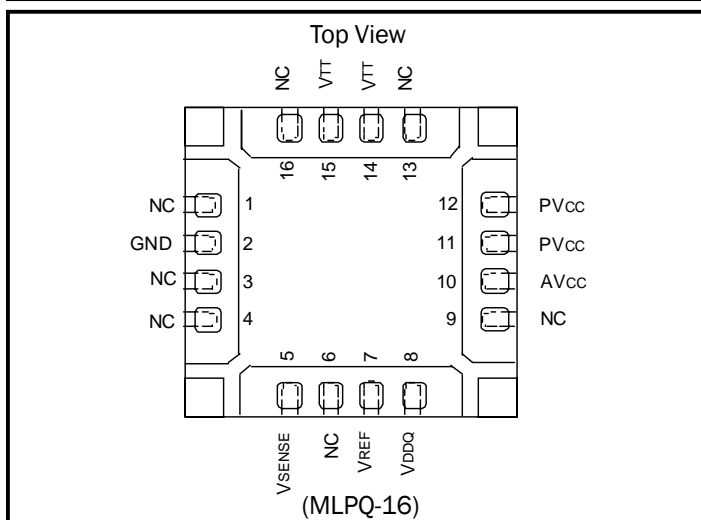 Top View
NC VTT VTT NC
16 15 14 13
NC 1 12 PVCC
GND 2 11 PVCC
NC 3 10 AVCC
NC 4 9 NC
5 6 7 8
VSENSE NC VREF VDDQ
(MLPQ-16)